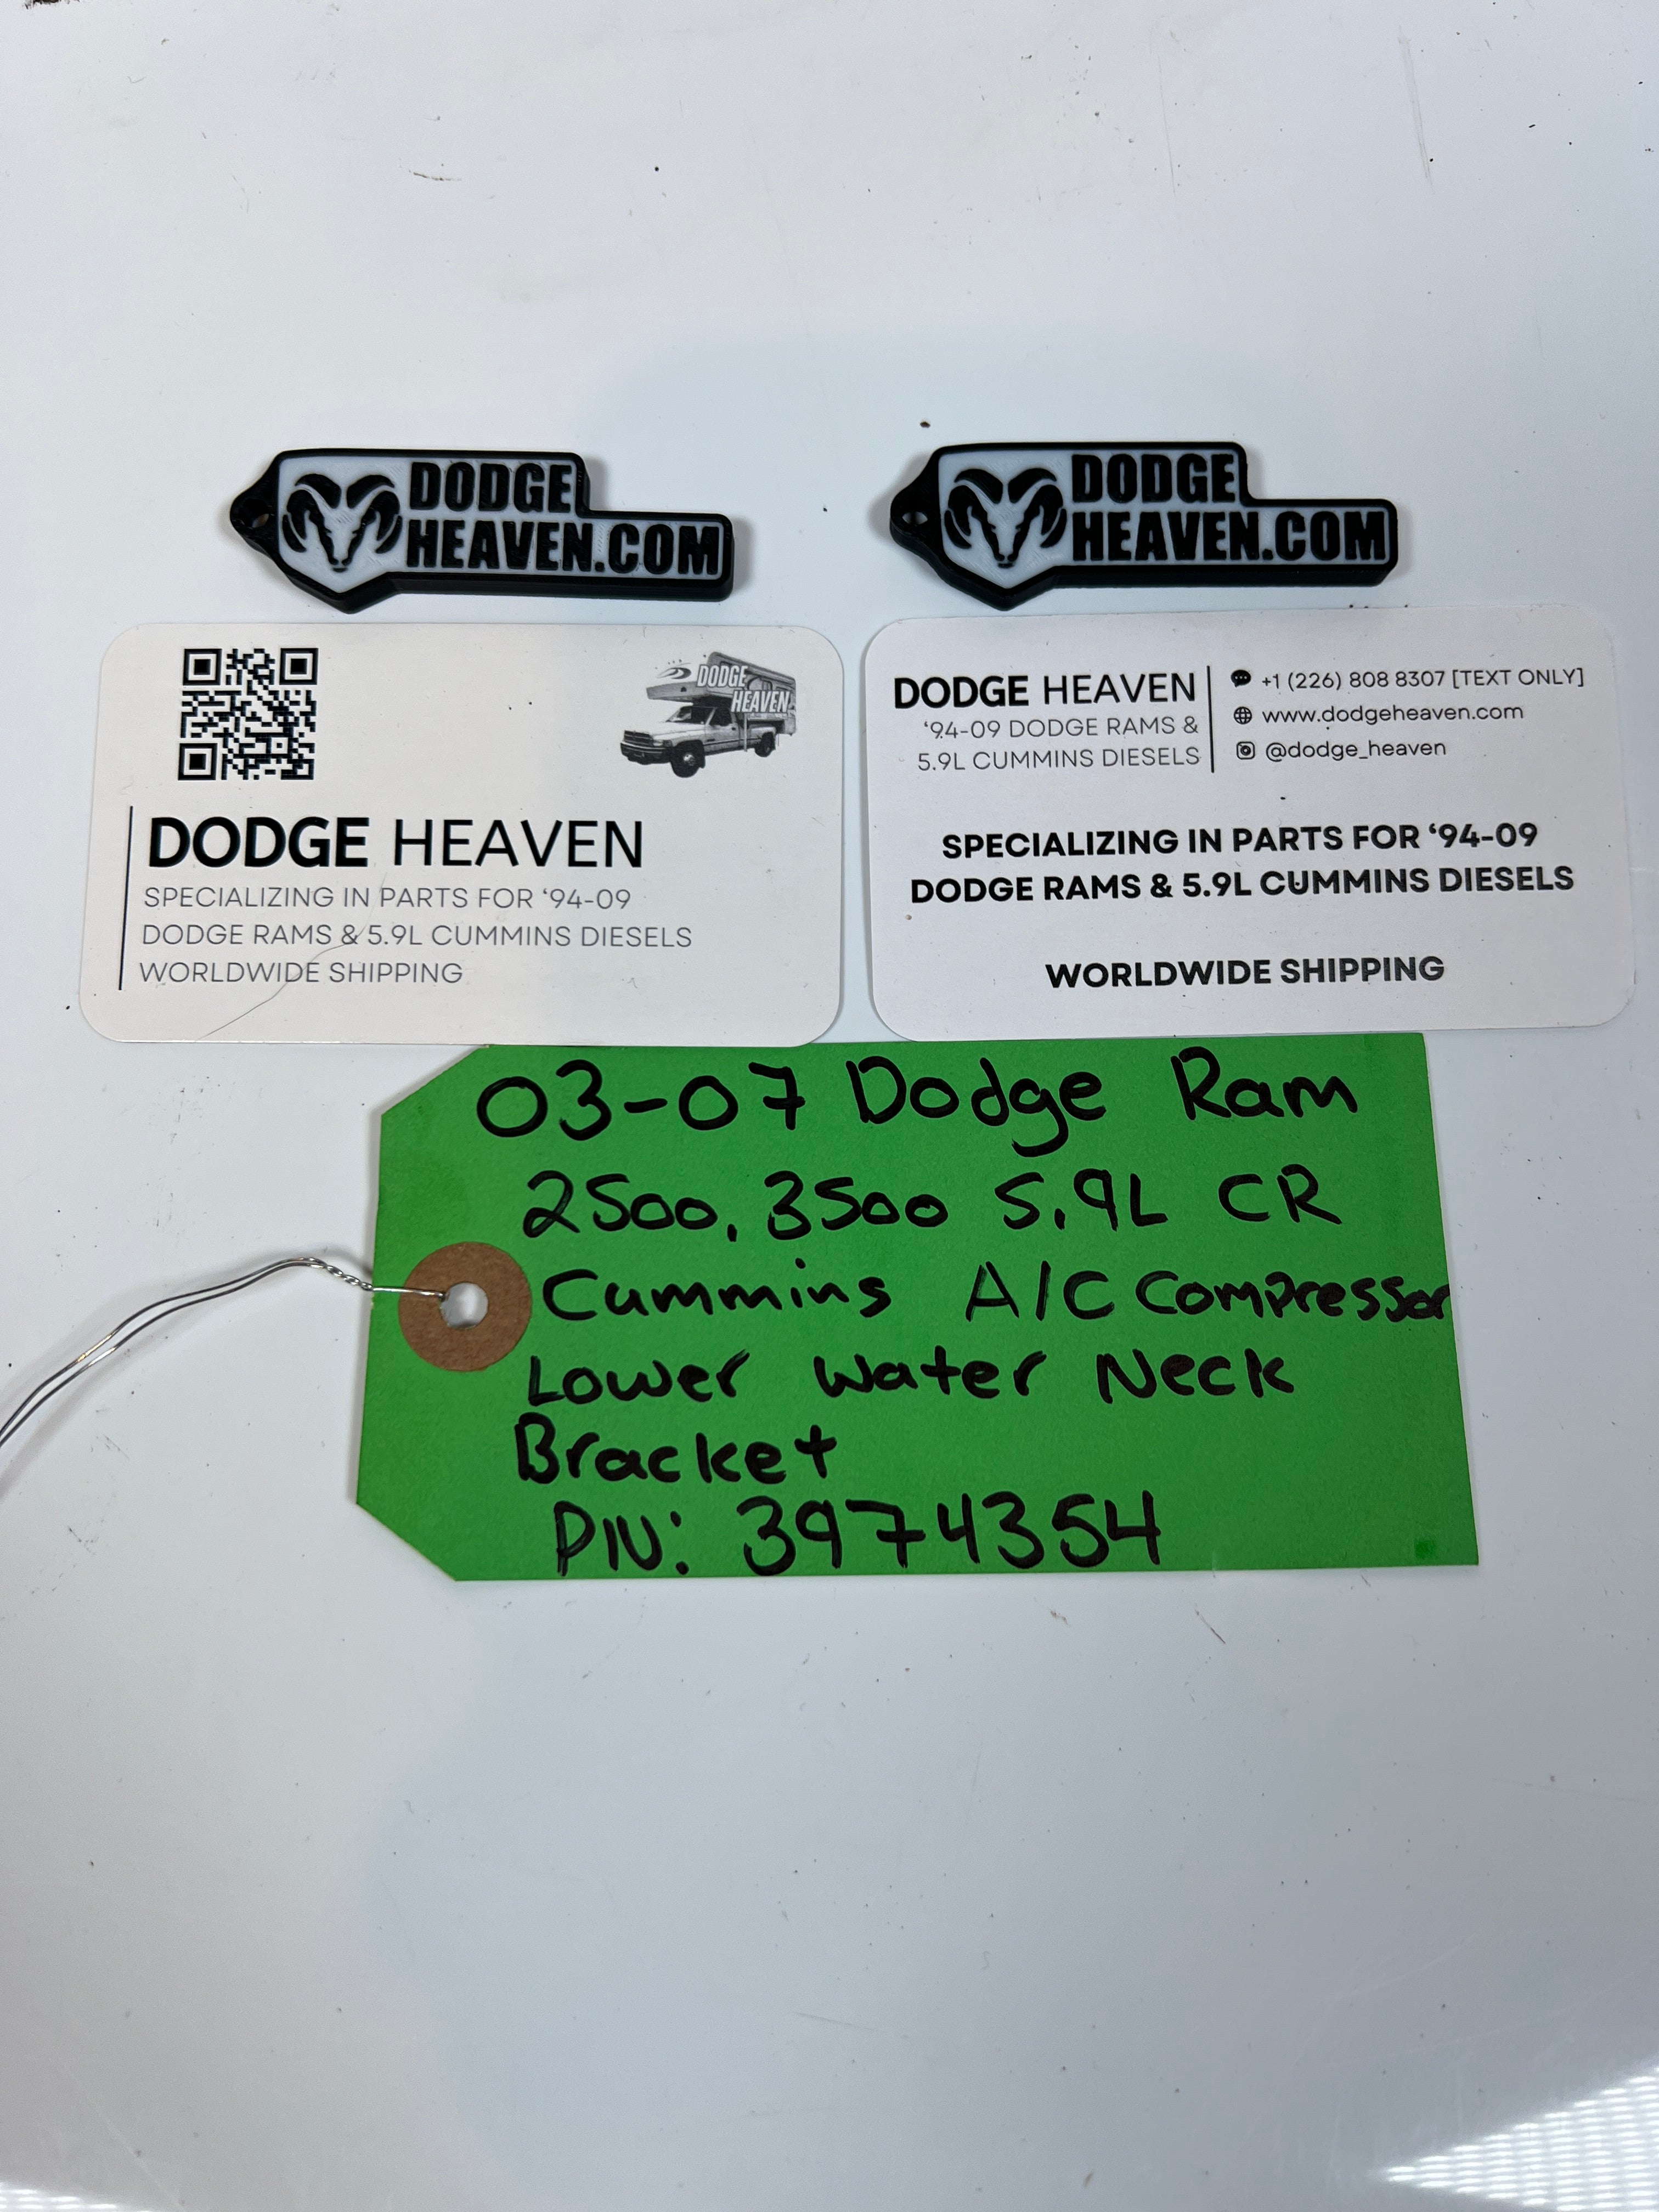 DODGE
HEAVEN.COM
DODGE
HEAVEN.COM
DODGE
HEAVEN
DODGE HEAVEN
SPECIALIZING IN PARTS FOR ‘94-09
DODGE RAMS & 5.9L CUMMINS DIESELS
WORLDWIDE SHIPPING
DODGE HEAVEN
‘94-09 DODGE RAMS &
5.9L CUMMINS DIESELS
+1 (226) 808 8307 [TEXT ONLY]
www.dodgeheaven.com
@dodge_heaven
SPECIALIZING IN PARTS FOR ‘94-09
DODGE RAMS & 5.9L CUMMINS DIESELS
WORLDWIDE SHIPPING
03-07 Dodge Ram
2500, 3500 5.9L CR
Cummins A/C Compressor
Lower Water Neck
Bracket
P/N: 3974354